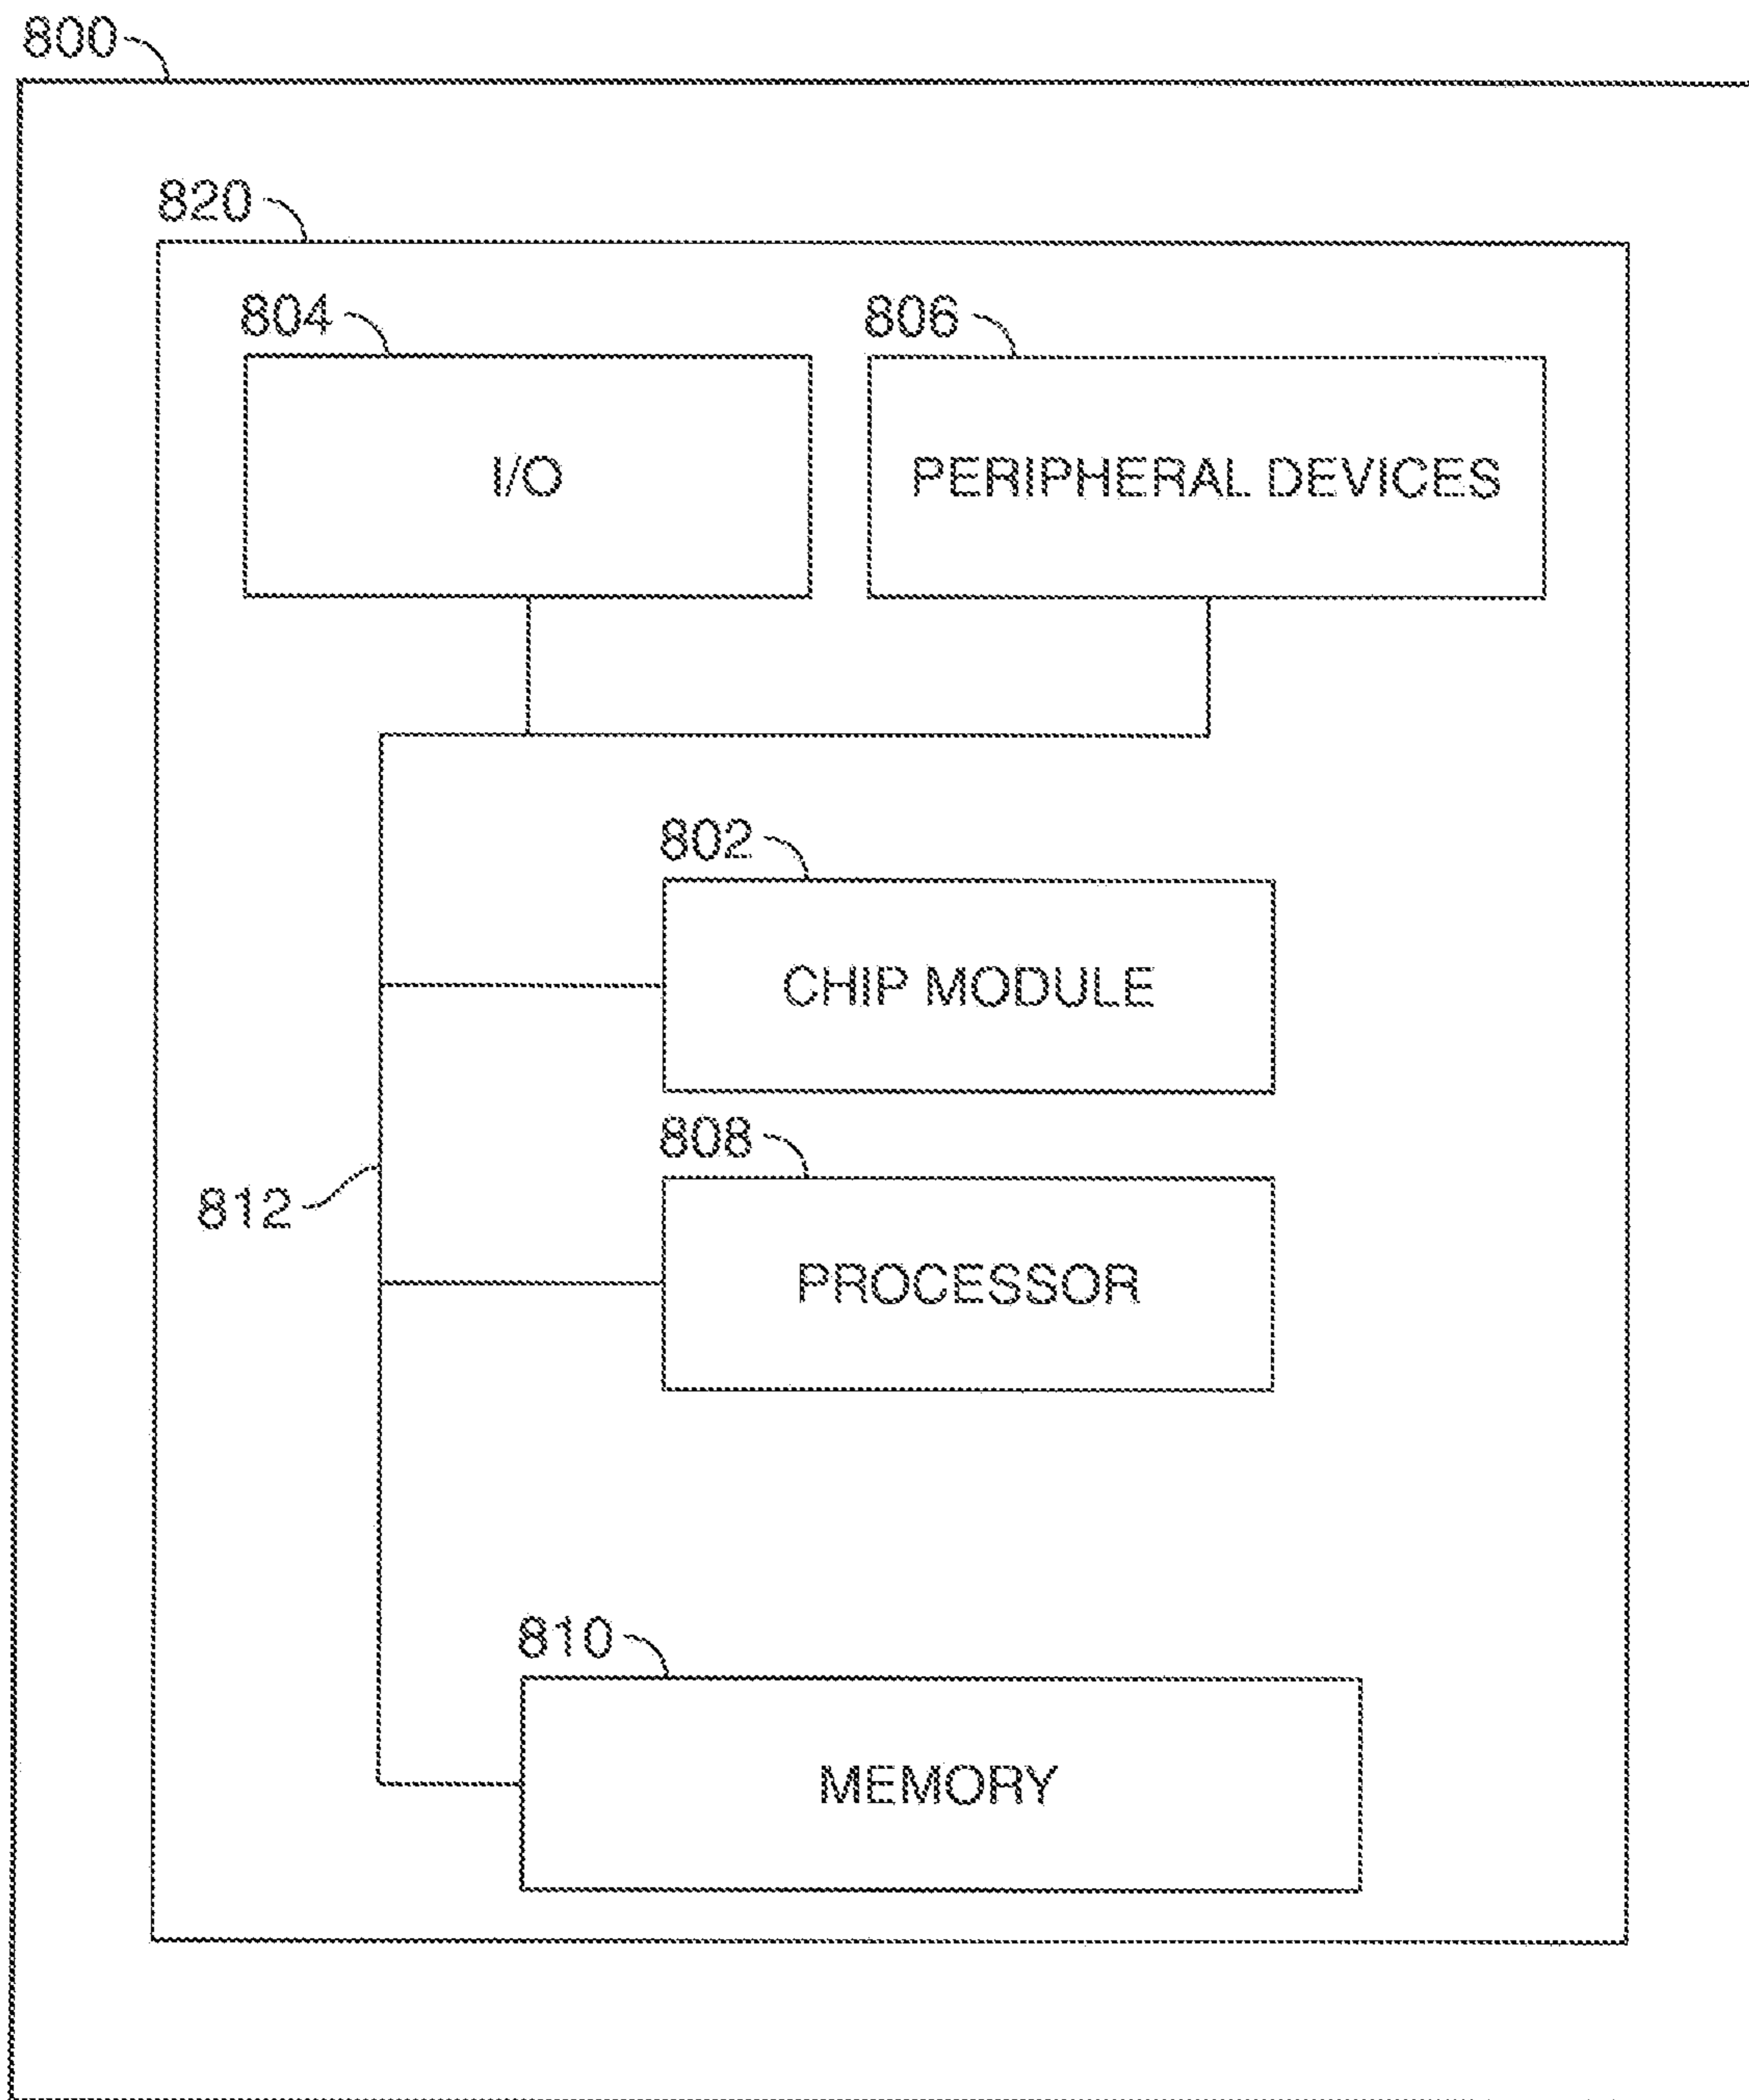 800
820
804
806
I/O
PERIPHERAL DEVICES
802
CHIP MODULE
808
812
PROCESSOR
810
MEMORY